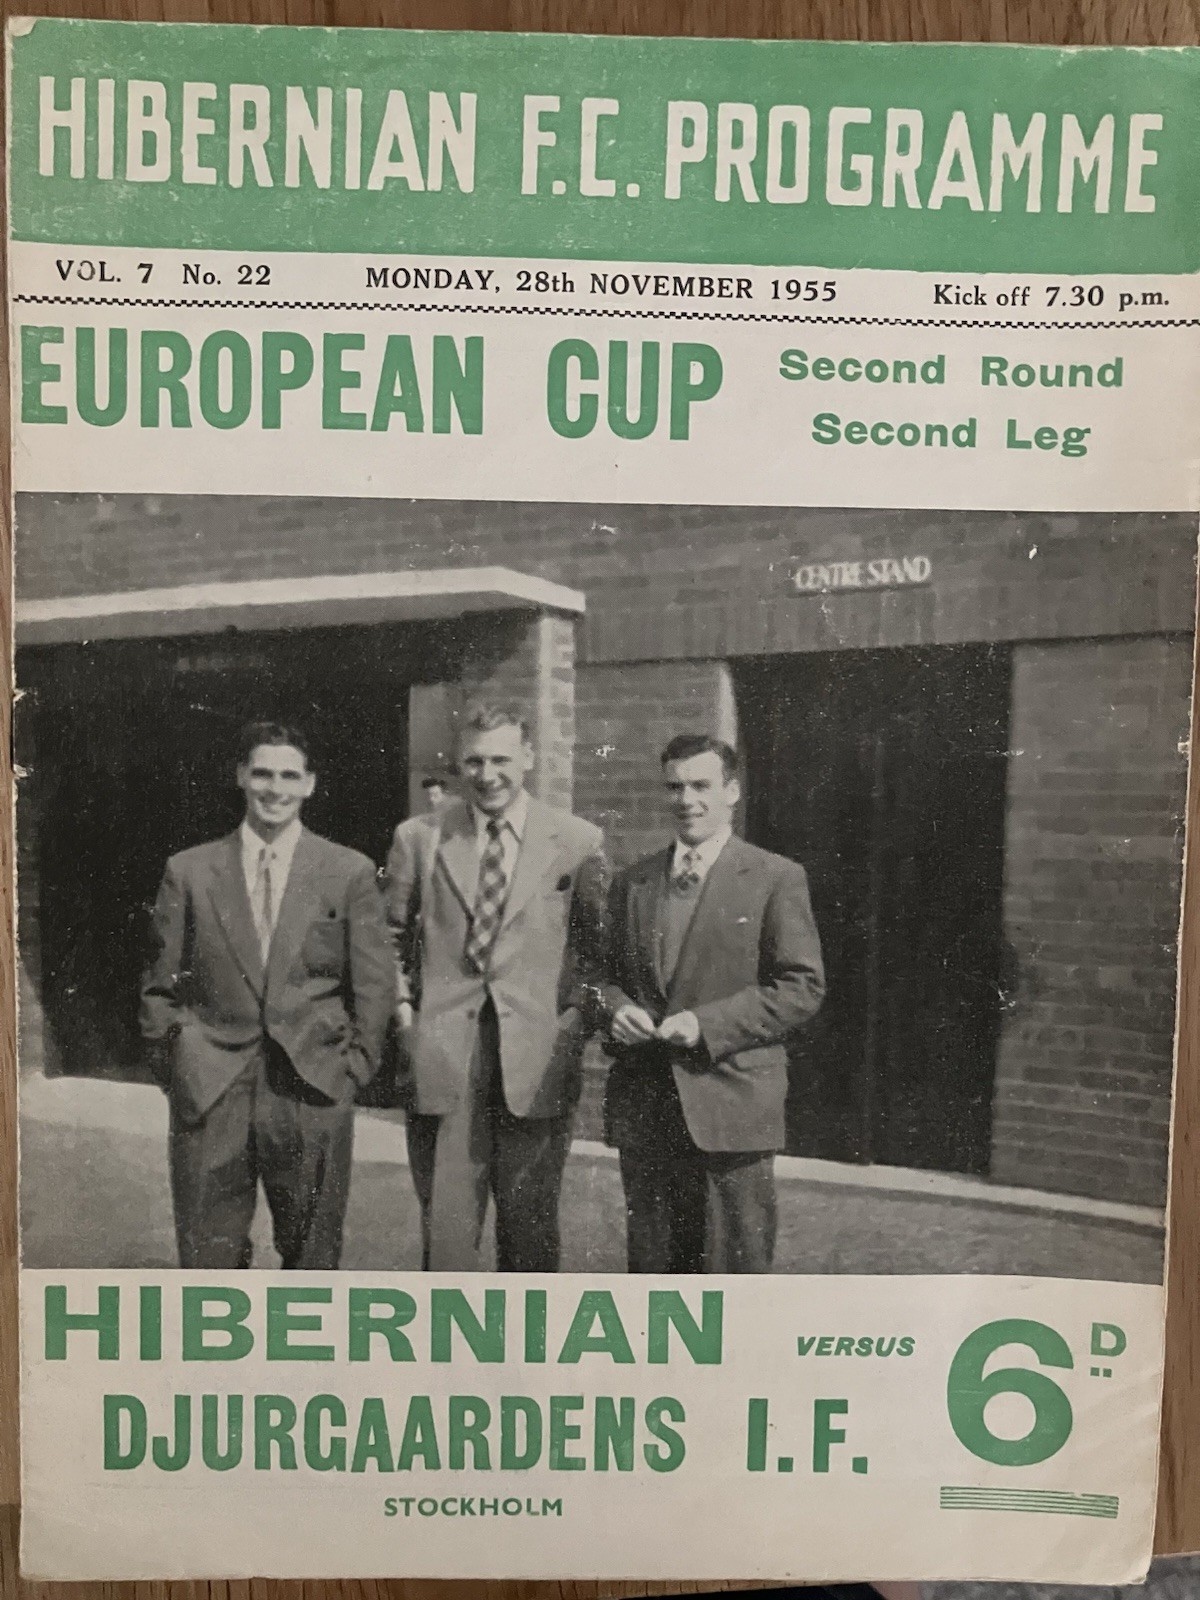 HIBERNIAN F.C. PROGRAMME
VOL. 7 No. 22 MONDAY, 28th NOVEMBER 1955 Kick off 7.30 p.m.
EUROPEAN CUP Second Round
Second Leg
CENTRE STAND
HIBERNIAN VERSUS 6D
DJURGAARDENS I.F.
STOCKHOLM